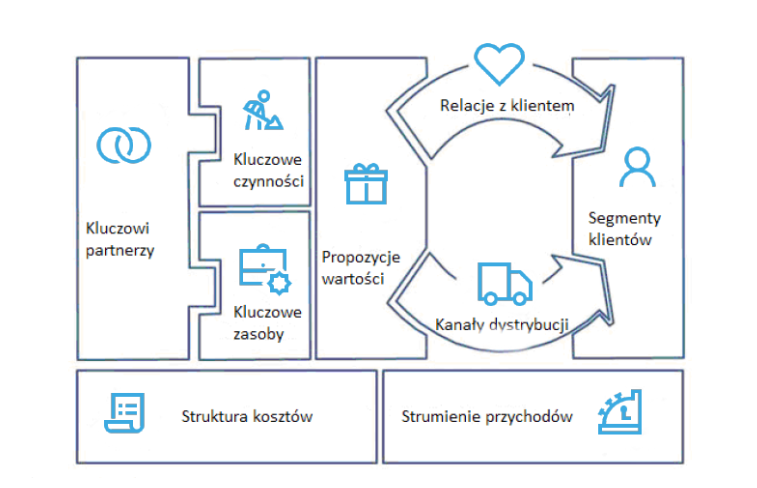 Relacje z klientem
Kluczowe
czynności
Kluczowi
partnerzy
Segmenty
klientów
Propozycje
wartości
Kluczowe
zasoby
Kanały dystrybucji
Struktura kosztów
Strumienie przychodów